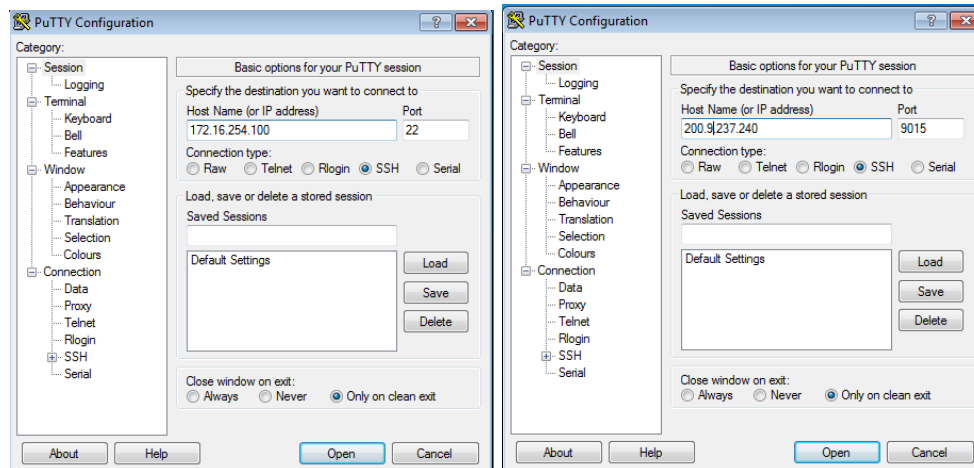 PuTTY Configuration
Category:
Session
Logging
Terminal
Keyboard
Bell
Features
Window
Appearance
Behaviour
Translation
Selection
Colours
Connection
Data
Proxy
Telnet
Rlogin
SSH
Serial
Basic options for your PuTTY session
Specify the destination you want to connect to
Host Name (or IP address) Port
172.16.254.100 22
Connection type:
Raw Telnet Rlogin SSH Serial
Load, save or delete a stored session
Saved Sessions
Default Settings
Load
Save
Delete
Close window on exit:
Always Never Only on clean exit
About Help Open Cancel
PuTTY Configuration
Category:
Session
Logging
Terminal
Keyboard
Bell
Features
Window
Appearance
Behaviour
Translation
Selection
Colours
Connection
Data
Proxy
Telnet
Rlogin
SSH
Serial
Basic options for your PuTTY session
Specify the destination you want to connect to
Host Name (or IP address) Port
200.9.237.240 9015
Connection type:
Raw Telnet Rlogin SSH Serial
Load, save or delete a stored session
Saved Sessions
Default Settings
Load
Save
Delete
Close window on exit:
Always Never Only on clean exit
About Help Open Cancel